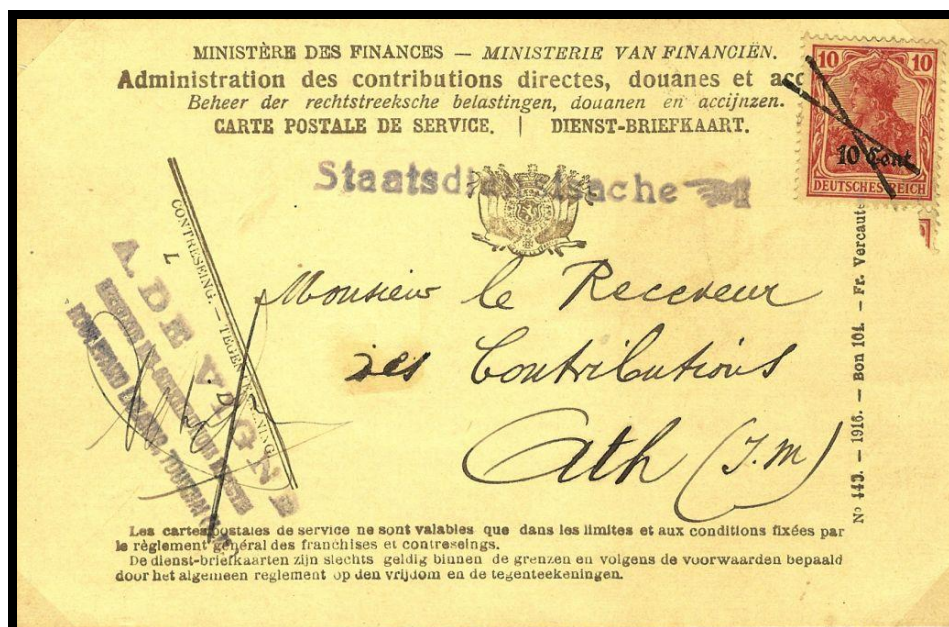 MINISTÈRE DES FINANCES — MINISTERIE VAN FINANCIËN.
Administration des contributions directes, douanes et acc
Beheer der rechtstreeksche belastingen, douanen en accijnzen.
CARTE POSTALE DE SERVICE. | DIENST-BRIEFKAART.
10 10
10 Cent
DEUTSCHES REICH
Staatsdienstsache
CONTRESEING. — TEGENTEEKENING
A. DE VIGNE
Monsieur le Receveur
des Contributions
Ath (J.M)
No 143. — 1916. — Bon 104. — Fr. Vercaute
Les cartes postales de service ne sont valables que dans les limites et aux conditions fixées par
le règlement général des franchises et contreseings.
De dienst-briefkaarten zijn slechts geldig binnen de grenzen en volgens de voorwaarden bepaald
door het algemeen reglement op den vrijdom en de tegenteekeningen.